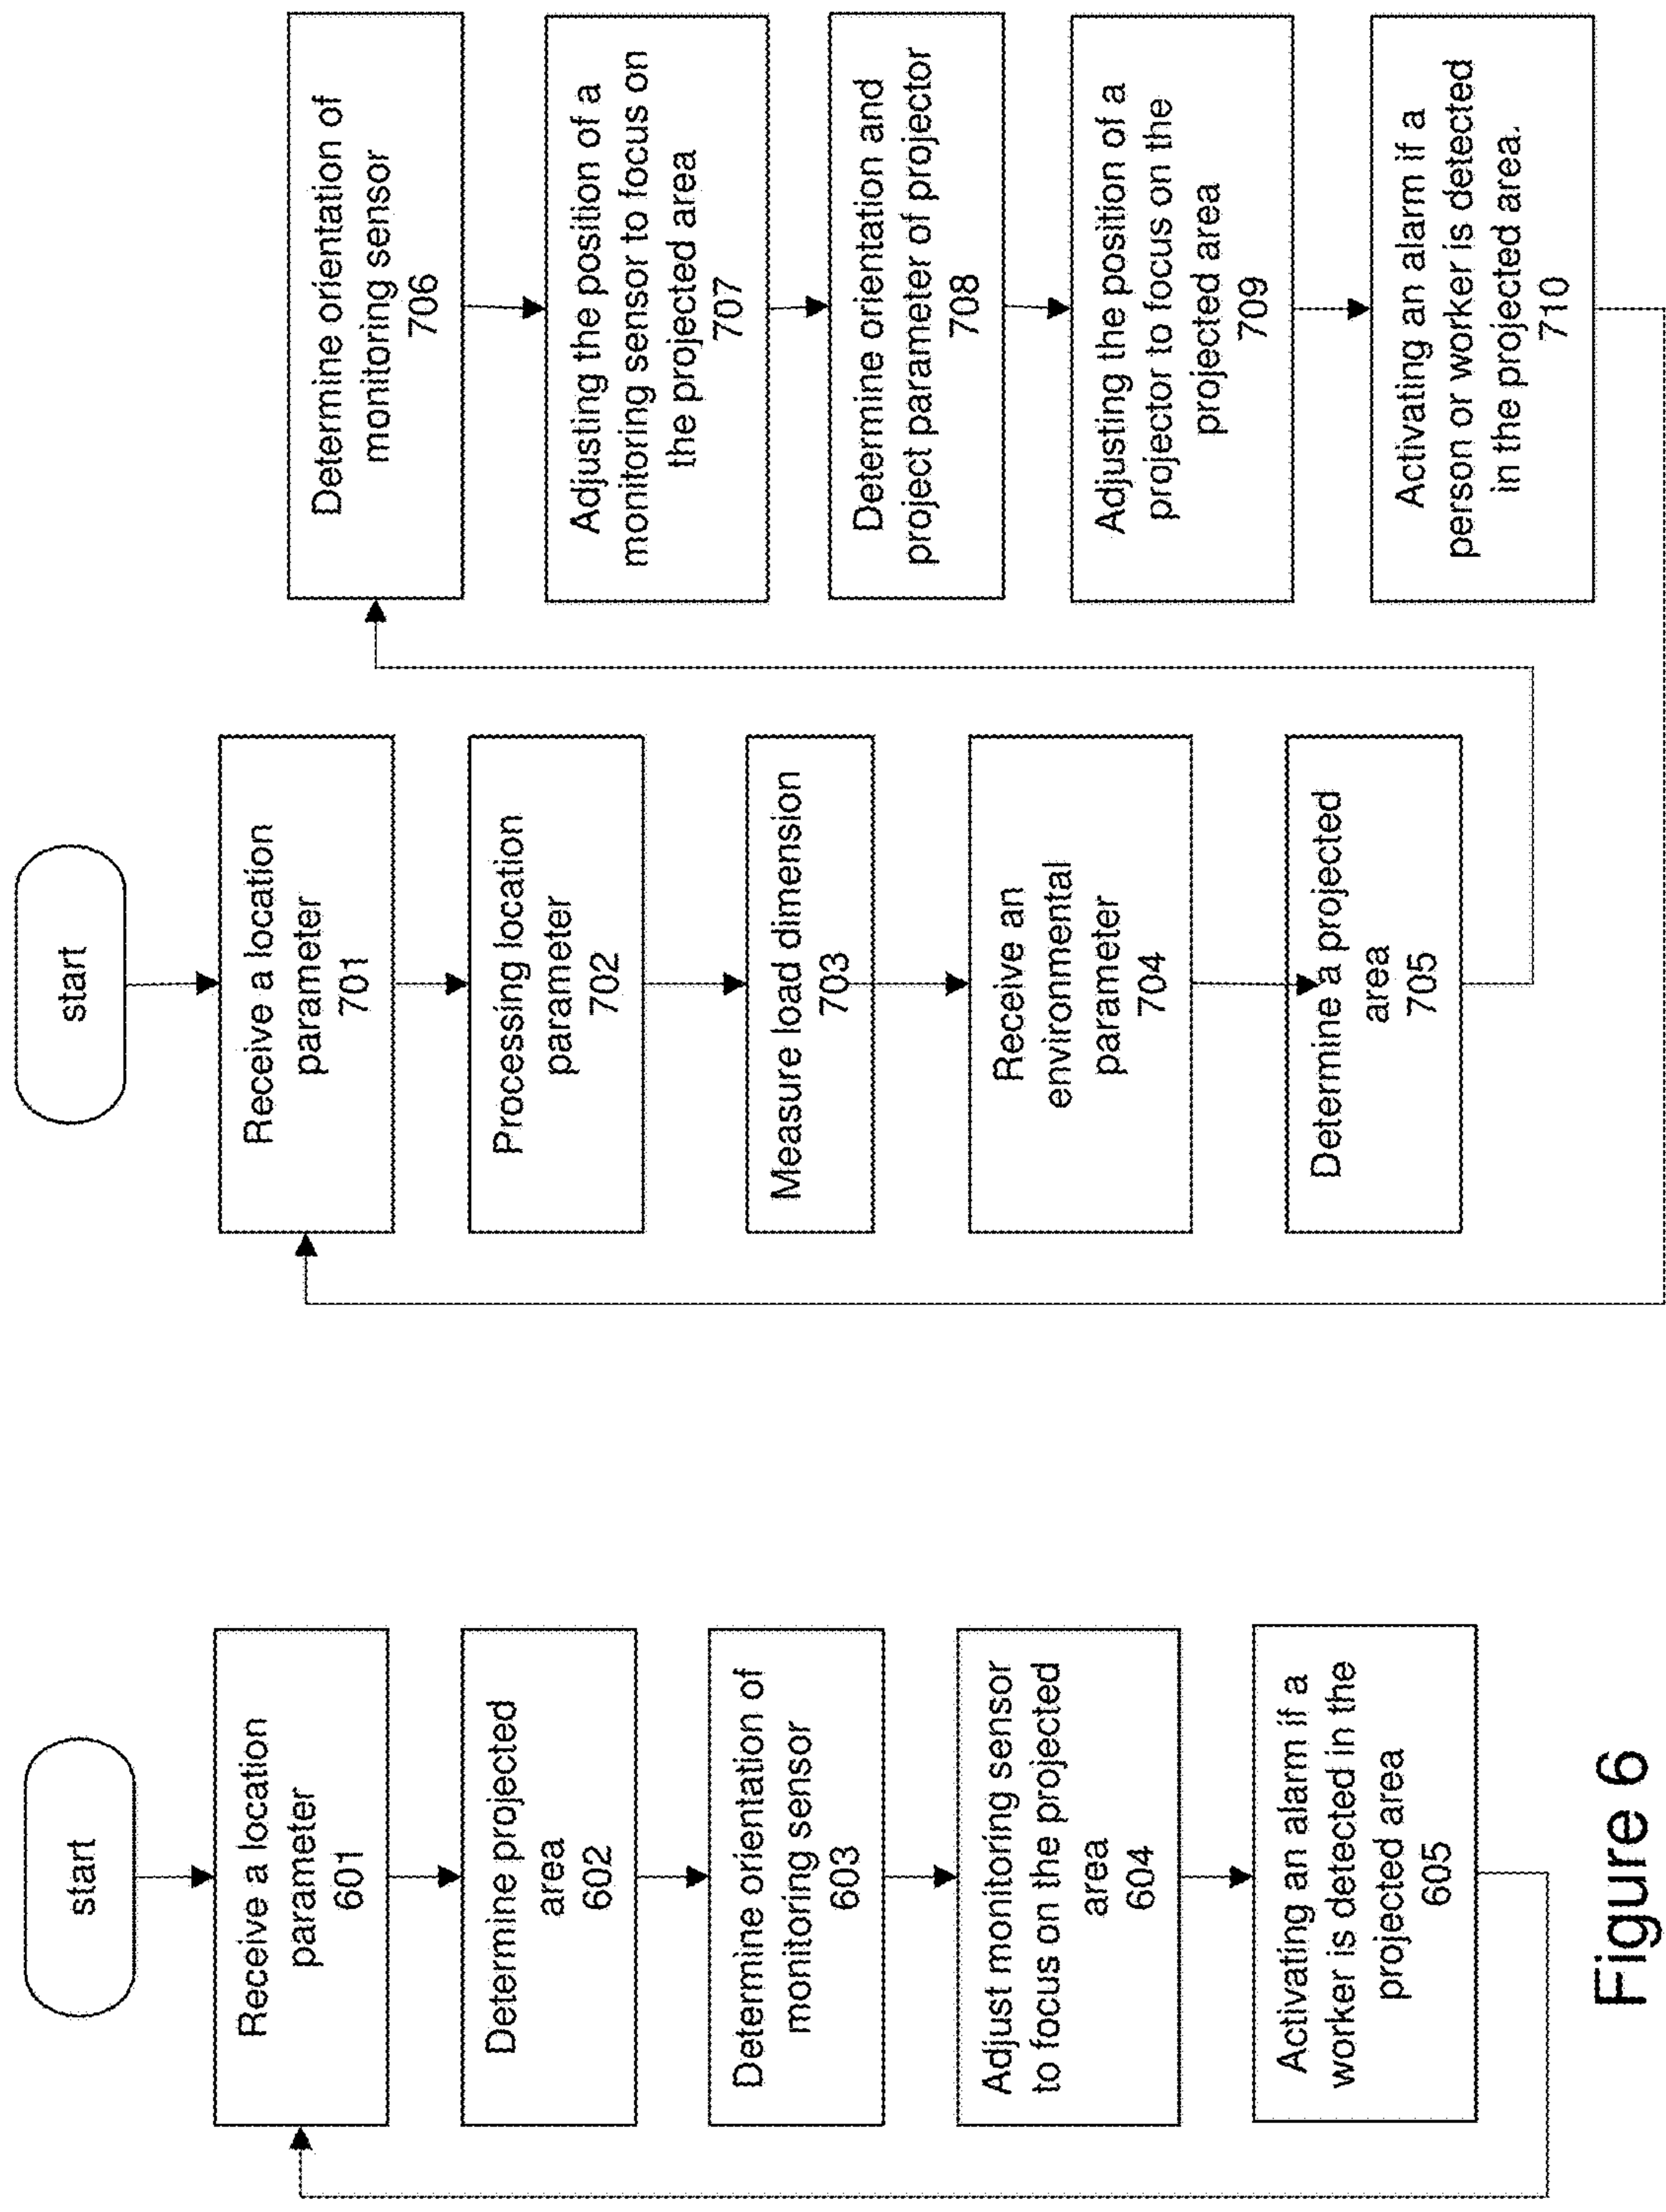 start
Receive a location
parameter
601
Determine projected
area
602
Determine orientation of
monitoring sensor
603
Adjust monitoring sensor
to focus on the projected
area
604
Activating an alarm if a
worker is detected in the
projected area
605
Figure 6
start
Receive a location
parameter
701
Processing location
parameter
702
Measure load dimension
703
Receive an
environmental
parameter
704
Determine a projected
area
705
Determine orientation of
monitoring sensor
706
Adjusting the position of a
monitoring sensor to focus on
the projected area
707
Determine orientation and
project parameter of projector
708
Adjusting the position of a
projector to focus on the
projected area
709
Activating an alarm if a
person or worker is detected
in the projected area.
710